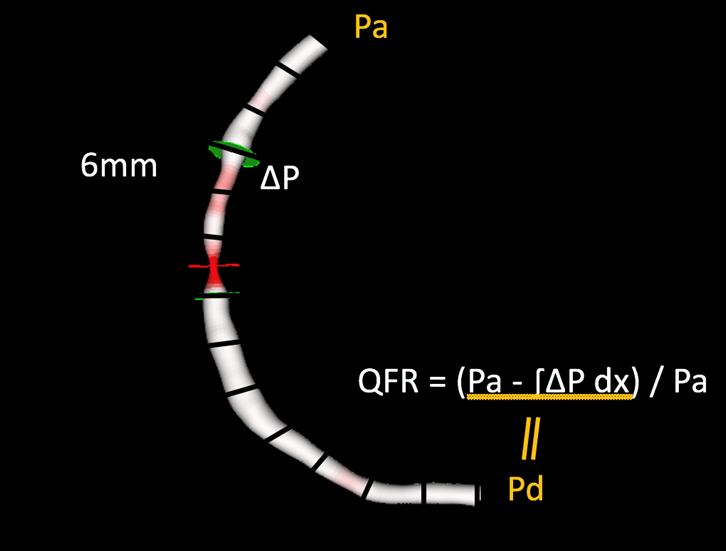 Pa
6mm
ΔP
QFR = (Pa - ∫ΔP dx) / Pa
Pd